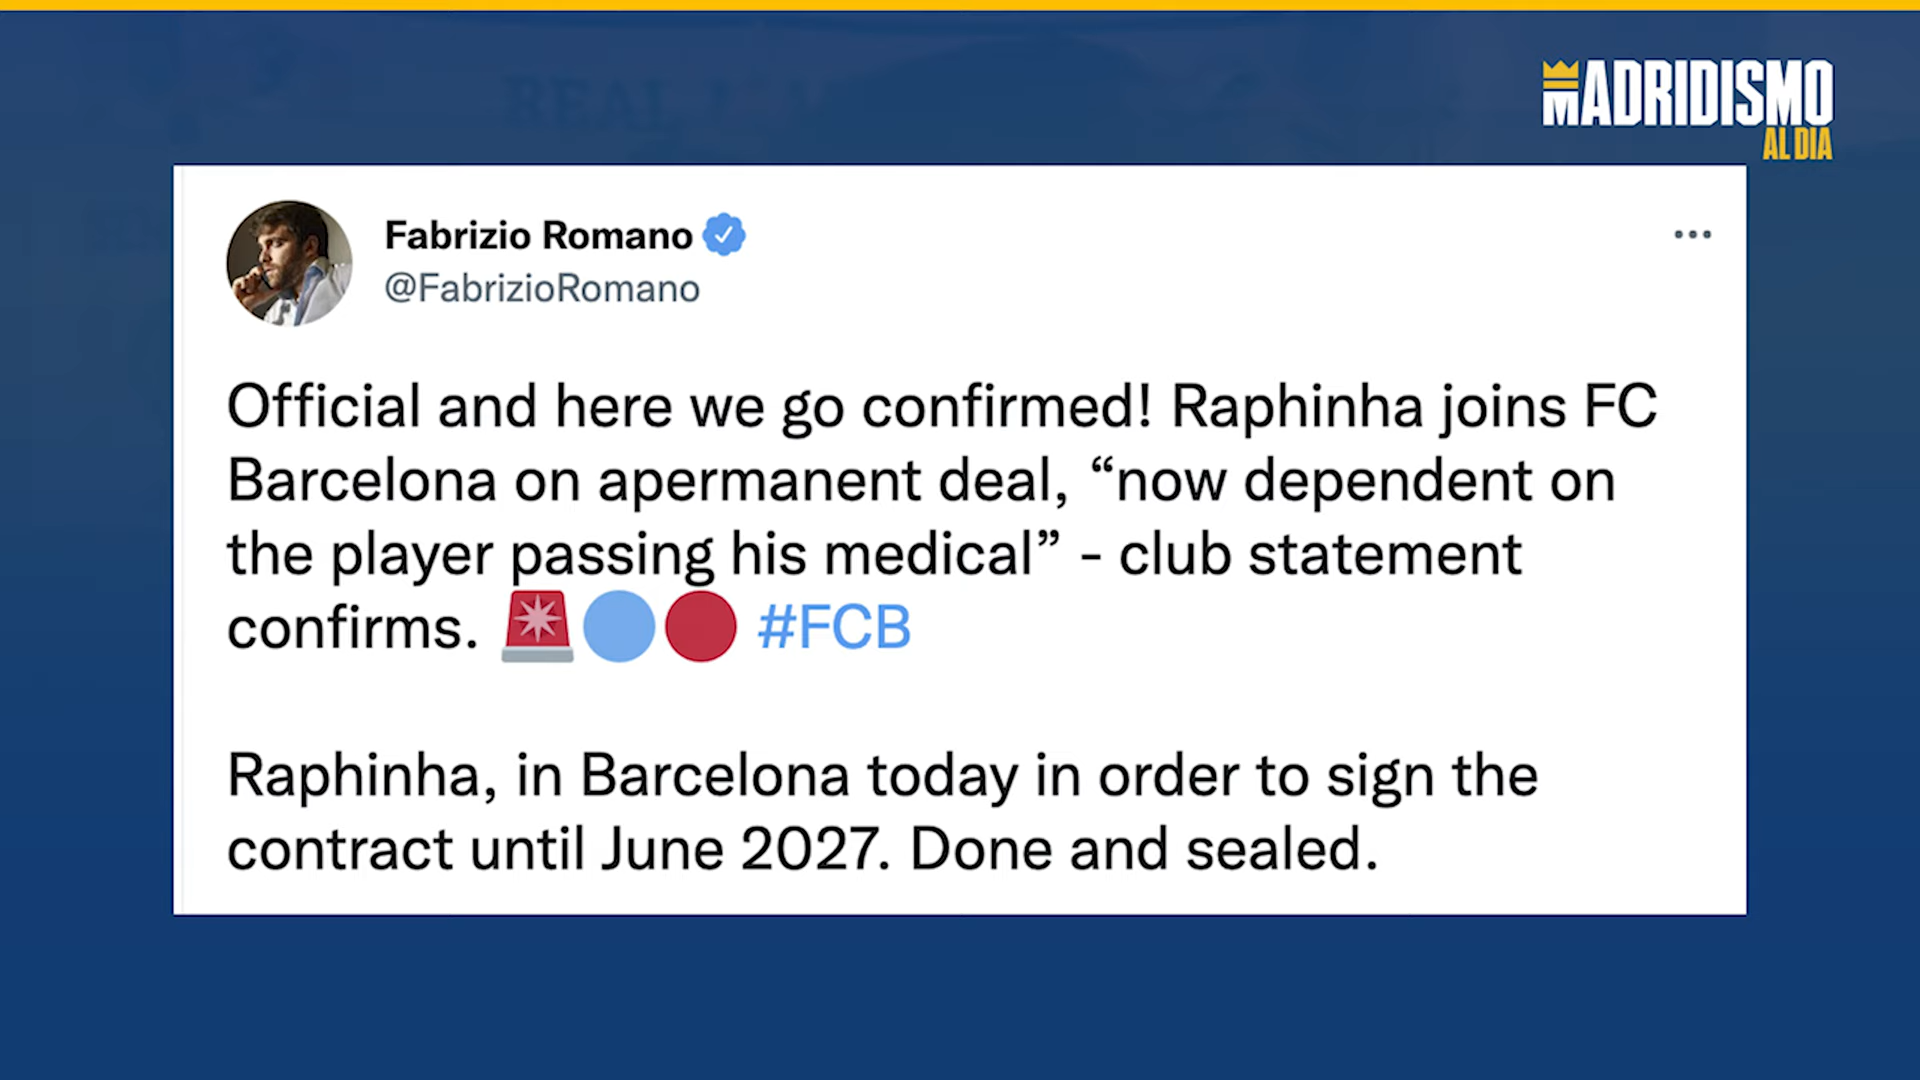 MADRIDISMO
AL DIA
Fabrizio Romano
@FabrizioRomano
Official and here we go confirmed! Raphinha joins FC
Barcelona on apermanent deal, “now dependent on
the player passing his medical” - club statement
confirms. 🚨🔵🔴 #FCB
Raphinha, in Barcelona today in order to sign the
contract until June 2027. Done and sealed.